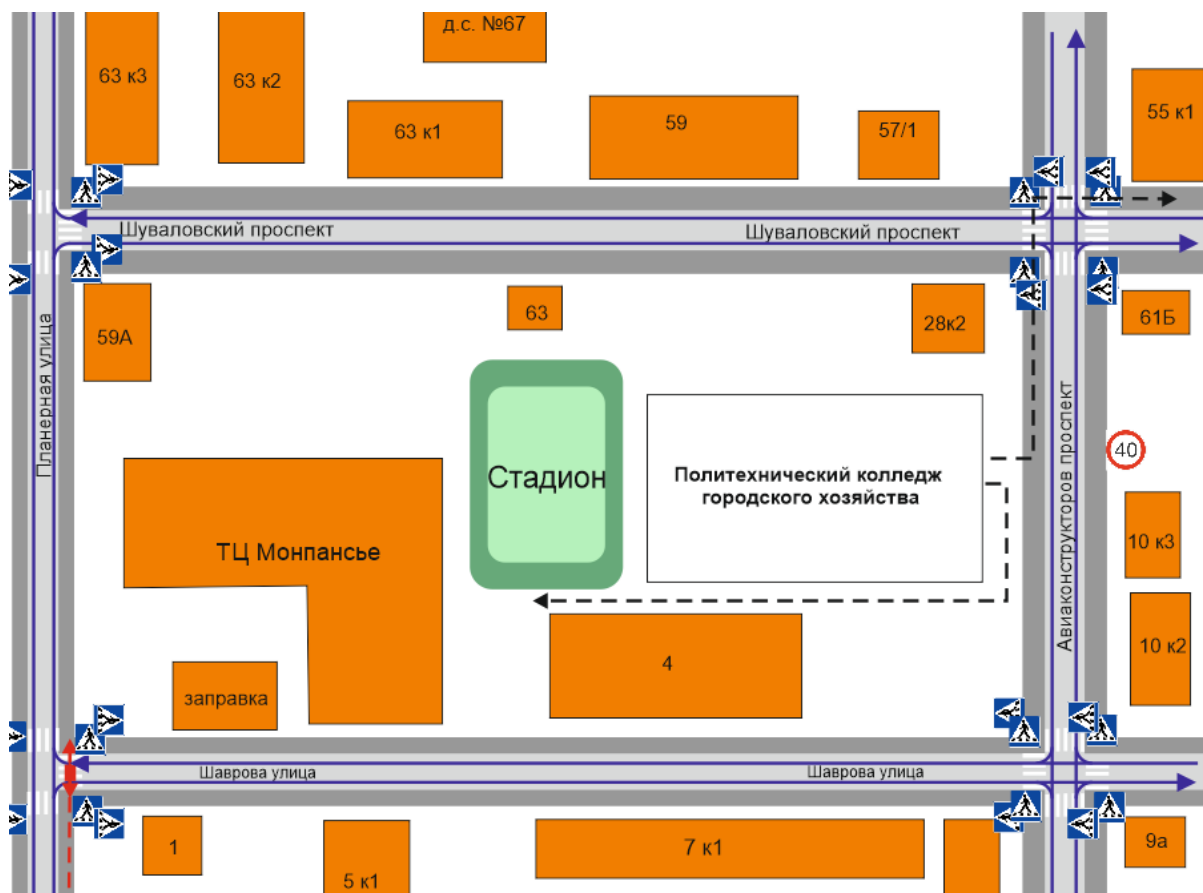 д.с. №67
63 к3
63 к2
63 к1
59
57/1
55 к1
Шуваловский проспект
Шуваловский проспект
59А
63
28к2
61Б
Планерная улица
Стадион
Политехнический колледж
городского хозяйства
Авиаконструкторов проспект
40
ТЦ Монпансье
10 к3
4
10 к2
заправка
Шаврова улица
Шаврова улица
1
5 к1
7 к1
9а